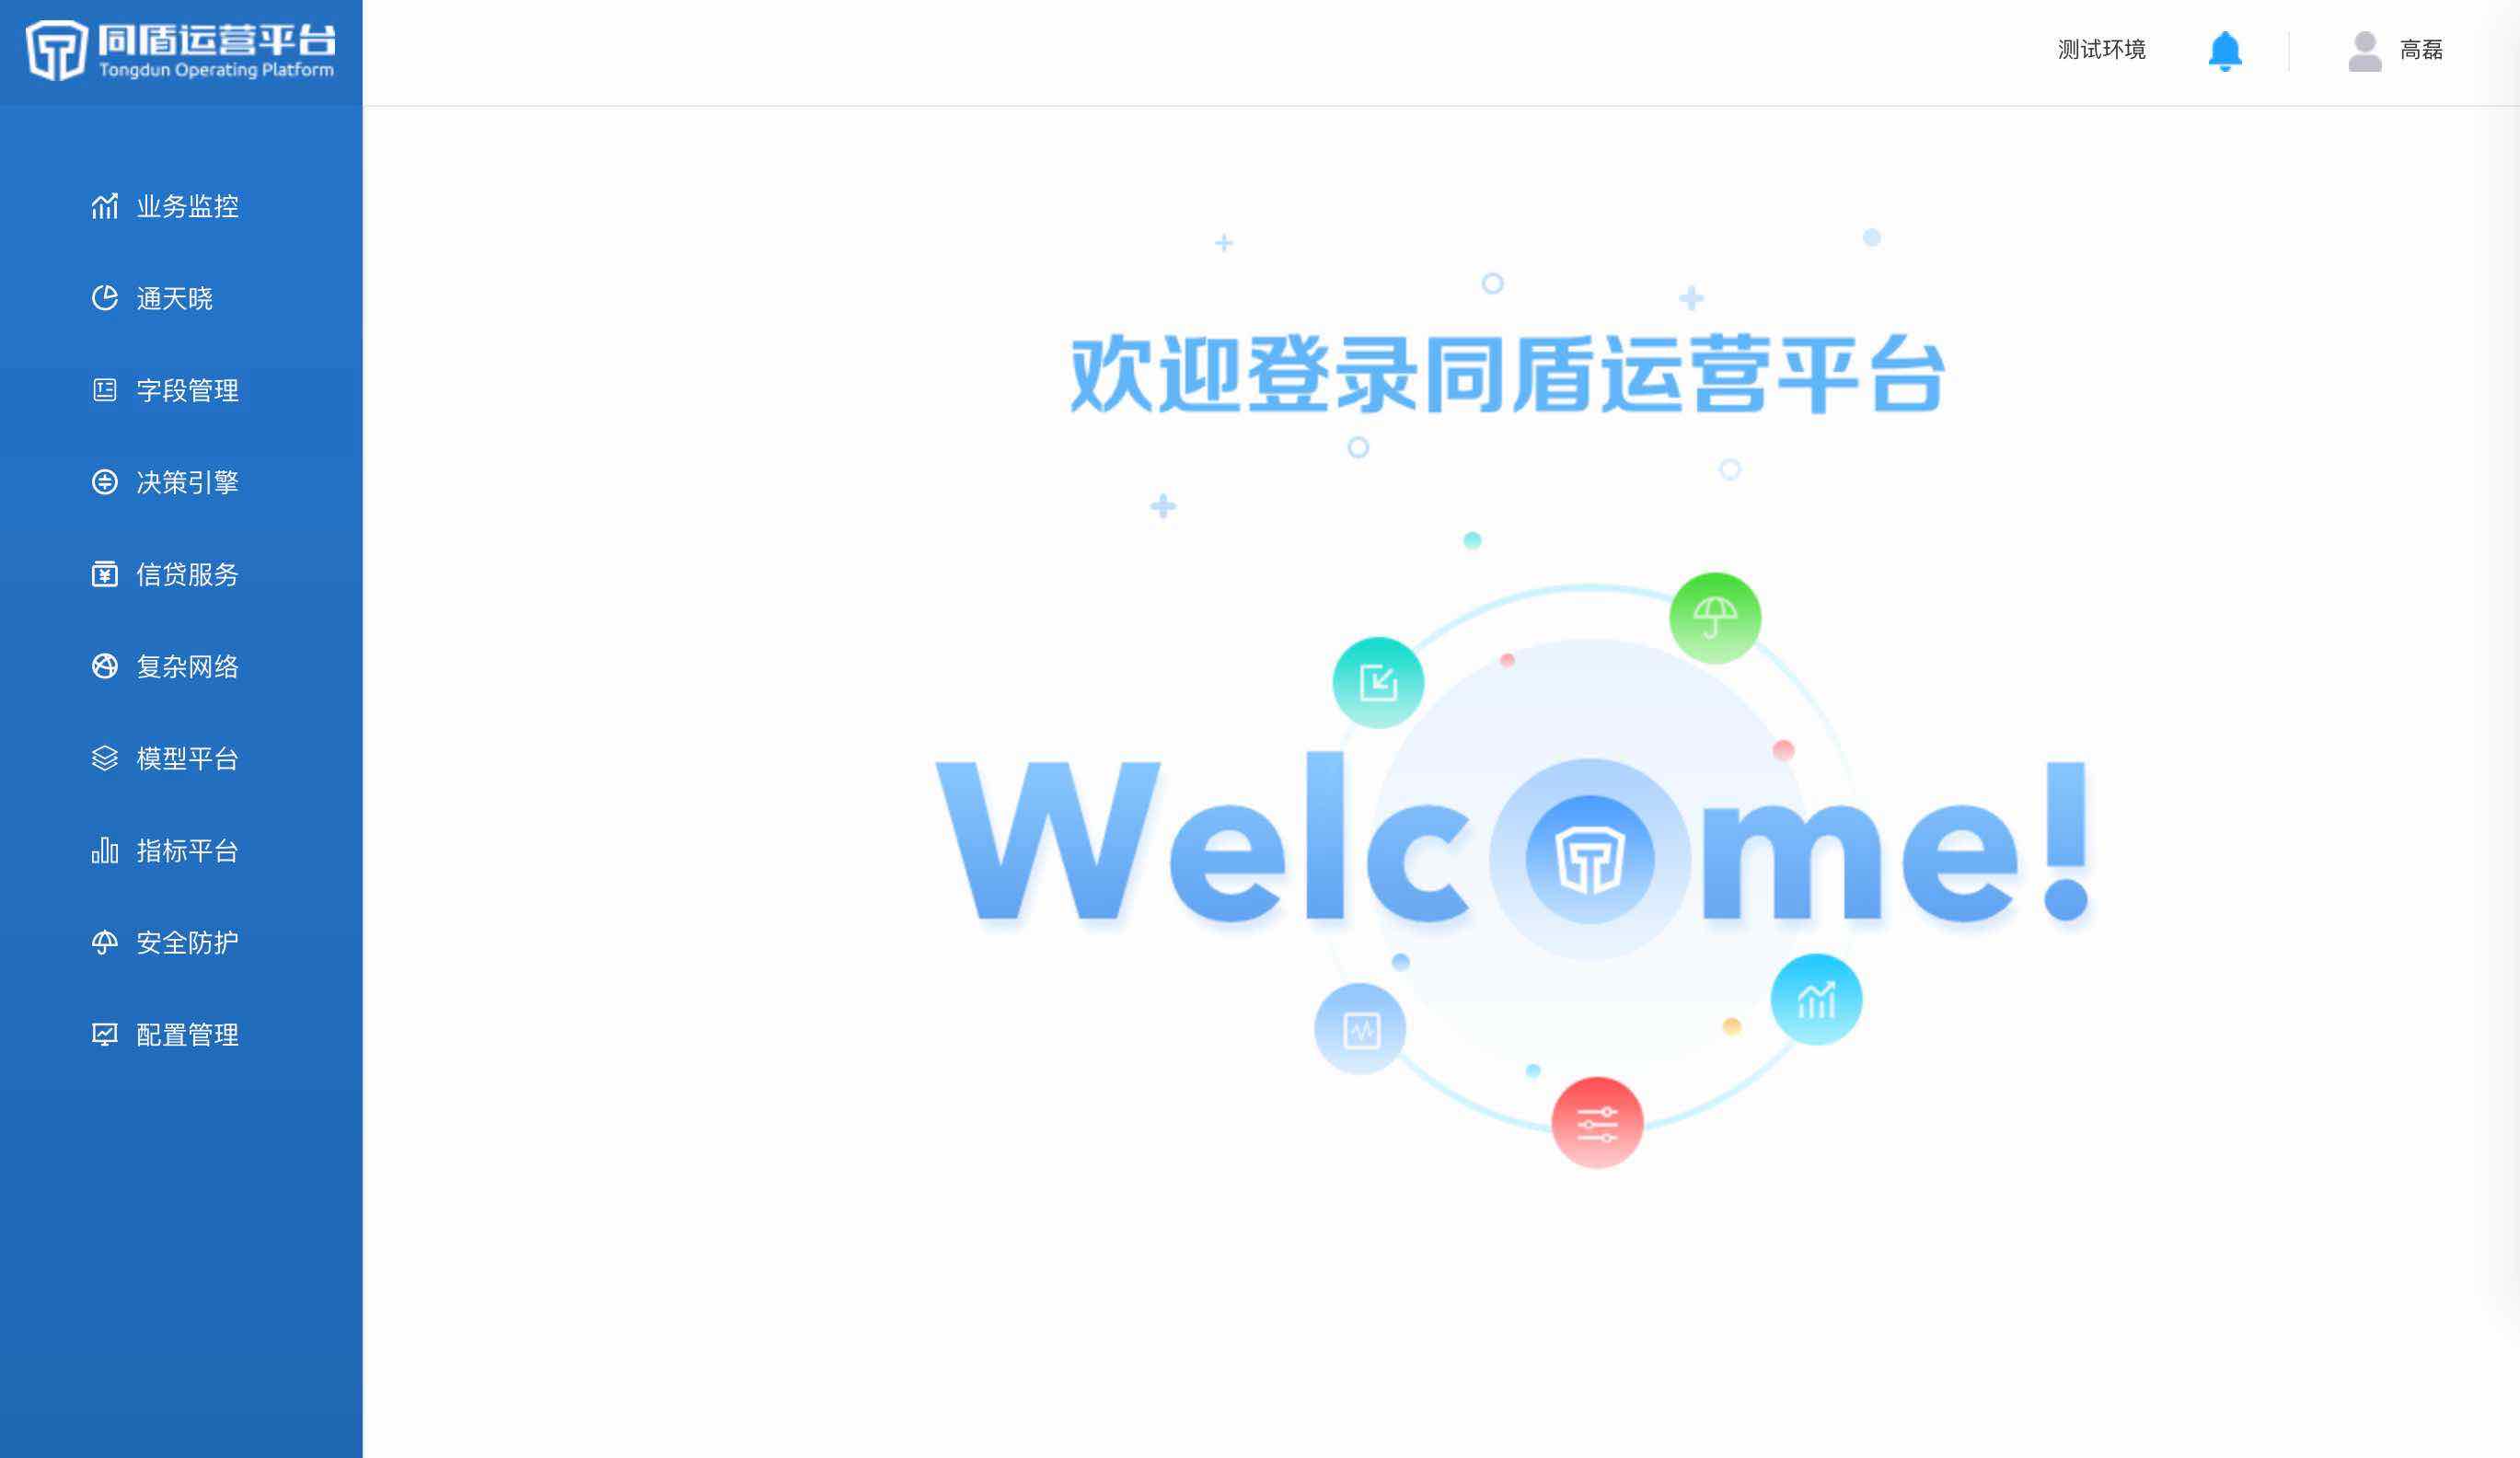 同盾运营平台
Tongdun Operating Platform
测试环境
高磊
业务监控
通天晓
字段管理
决策引擎
信贷服务
复杂网络
模型平台
指标平台
安全防护
配置管理
欢迎登录同盾运营平台
Welcome!